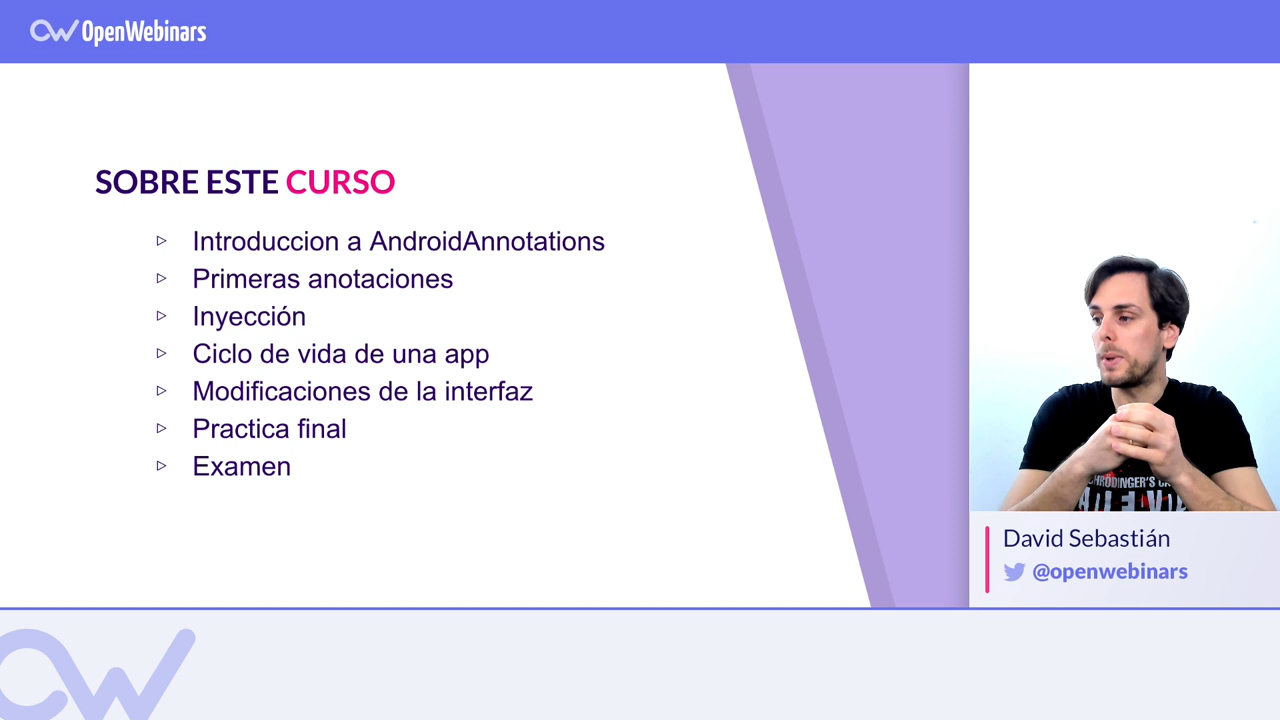 OpenWebinars
SOBRE ESTE CURSO
Introduccion a AndroidAnnotations
Primeras anotaciones
Inyección
Ciclo de vida de una app
Modificaciones de la interfaz
Practica final
Examen
SCHRÖDINGER'S
David Sebastián
@openwebinars